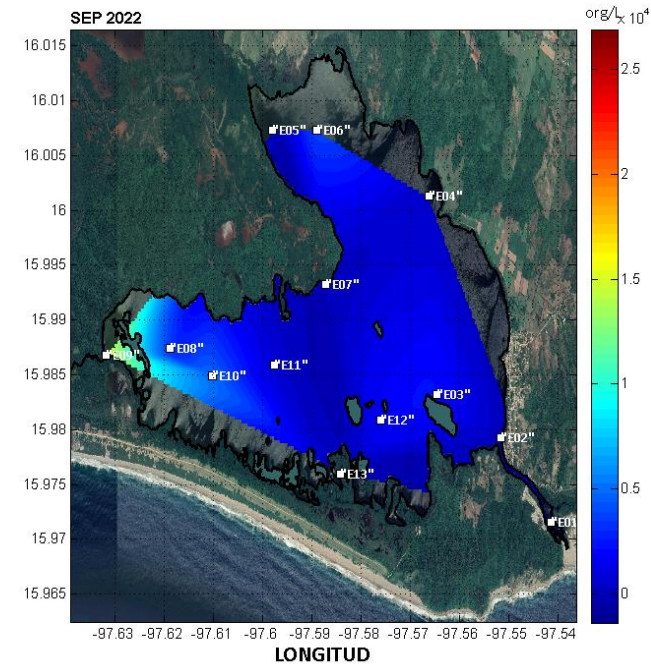 SEP 2022
org/L × 10⁴
16.015
16.01
16.005
16
15.995
15.99
15.985
15.98
15.975
15.97
15.965
E05"
E06"
E04"
E07"
E09"
E08"
E10"
E11"
E03"
E12"
E02"
E13"
E01
2.5
2
1.5
1
0.5
0
-97.63 -97.62 -97.61 -97.6 -97.59 -97.58 -97.57 -97.56 -97.55 -97.54
LONGITUD